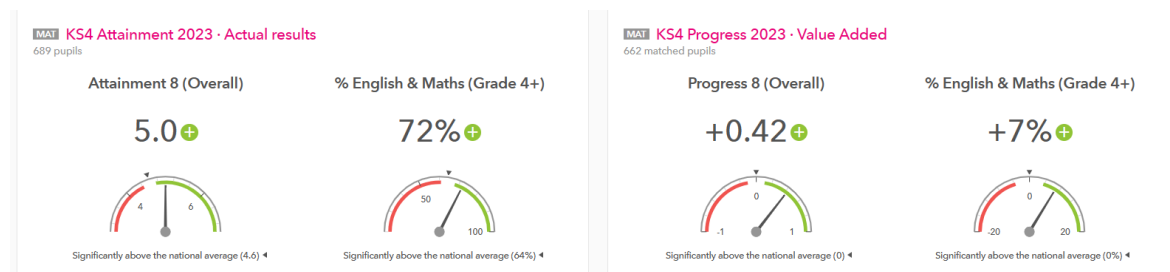 MAT KS4 Attainment 2023 · Actual results
689 pupils
Attainment 8 (Overall)
5.0
4 6
Significantly above the national average (4.6)
% English & Maths (Grade 4+)
72%
50
100
Significantly above the national average (64%)
MAT KS4 Progress 2023 · Value Added
662 matched pupils
Progress 8 (Overall)
+0.42
0
-1 1
Significantly above the national average (0)
% English & Maths (Grade 4+)
+7%
0
-20 20
Significantly above the national average (0%)